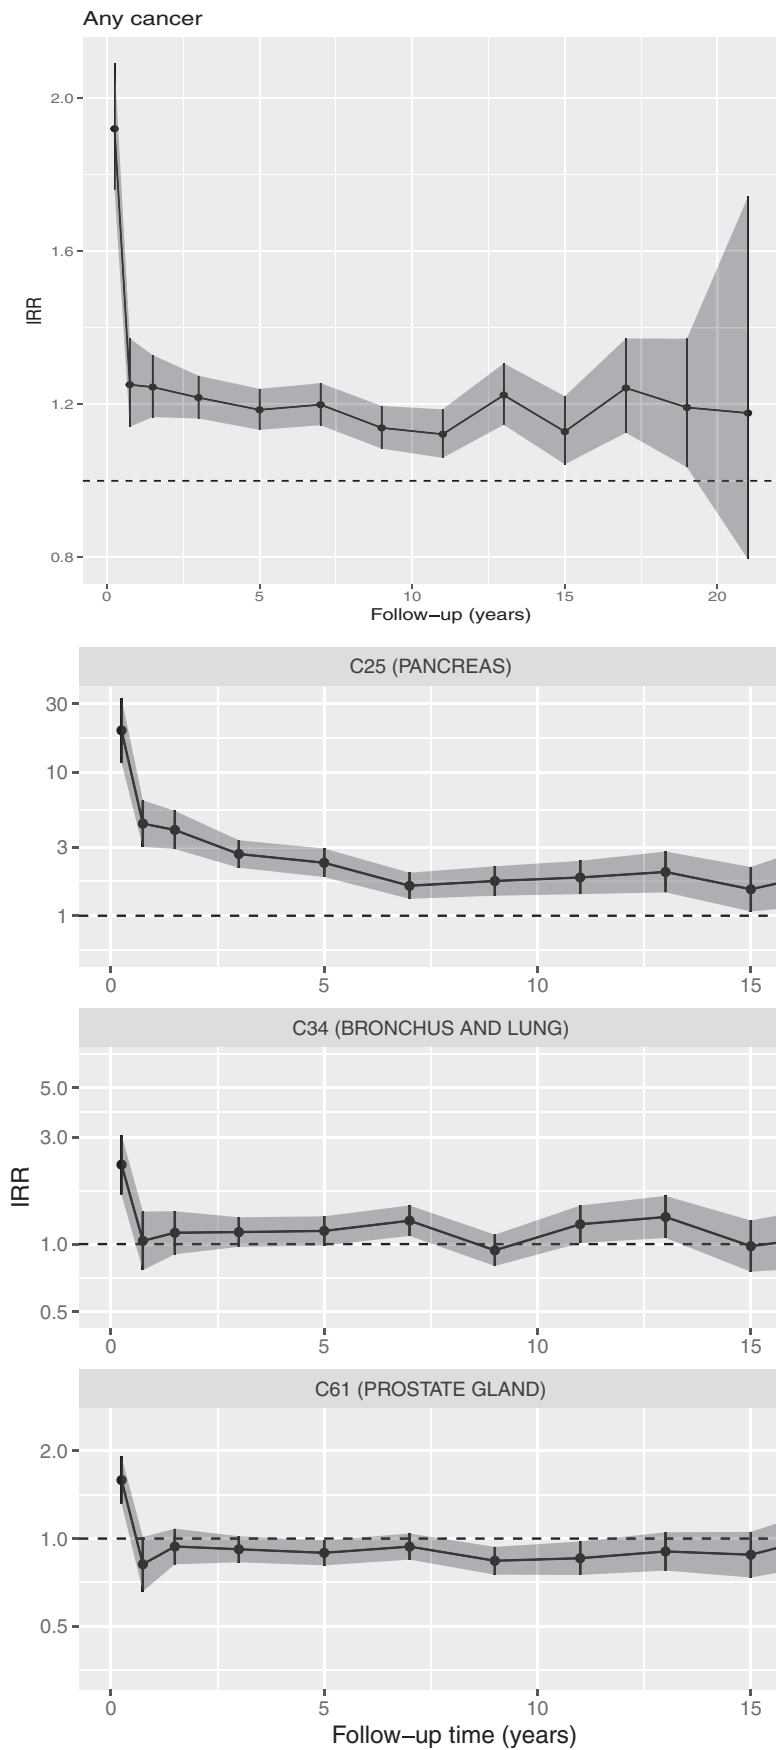 Any cancer
2.0
1.6
IRR
1.2
0.8
0 5 10 15 20
Follow–up (years)
C25 (PANCREAS)
30
10
3
1
0 5 10 15
C34 (BRONCHUS AND LUNG)
5.0
3.0
IRR
1.0
0.5
0 5 10 15
C61 (PROSTATE GLAND)
2.0
1.0
0.5
0 5 10 15
Follow–up time (years)